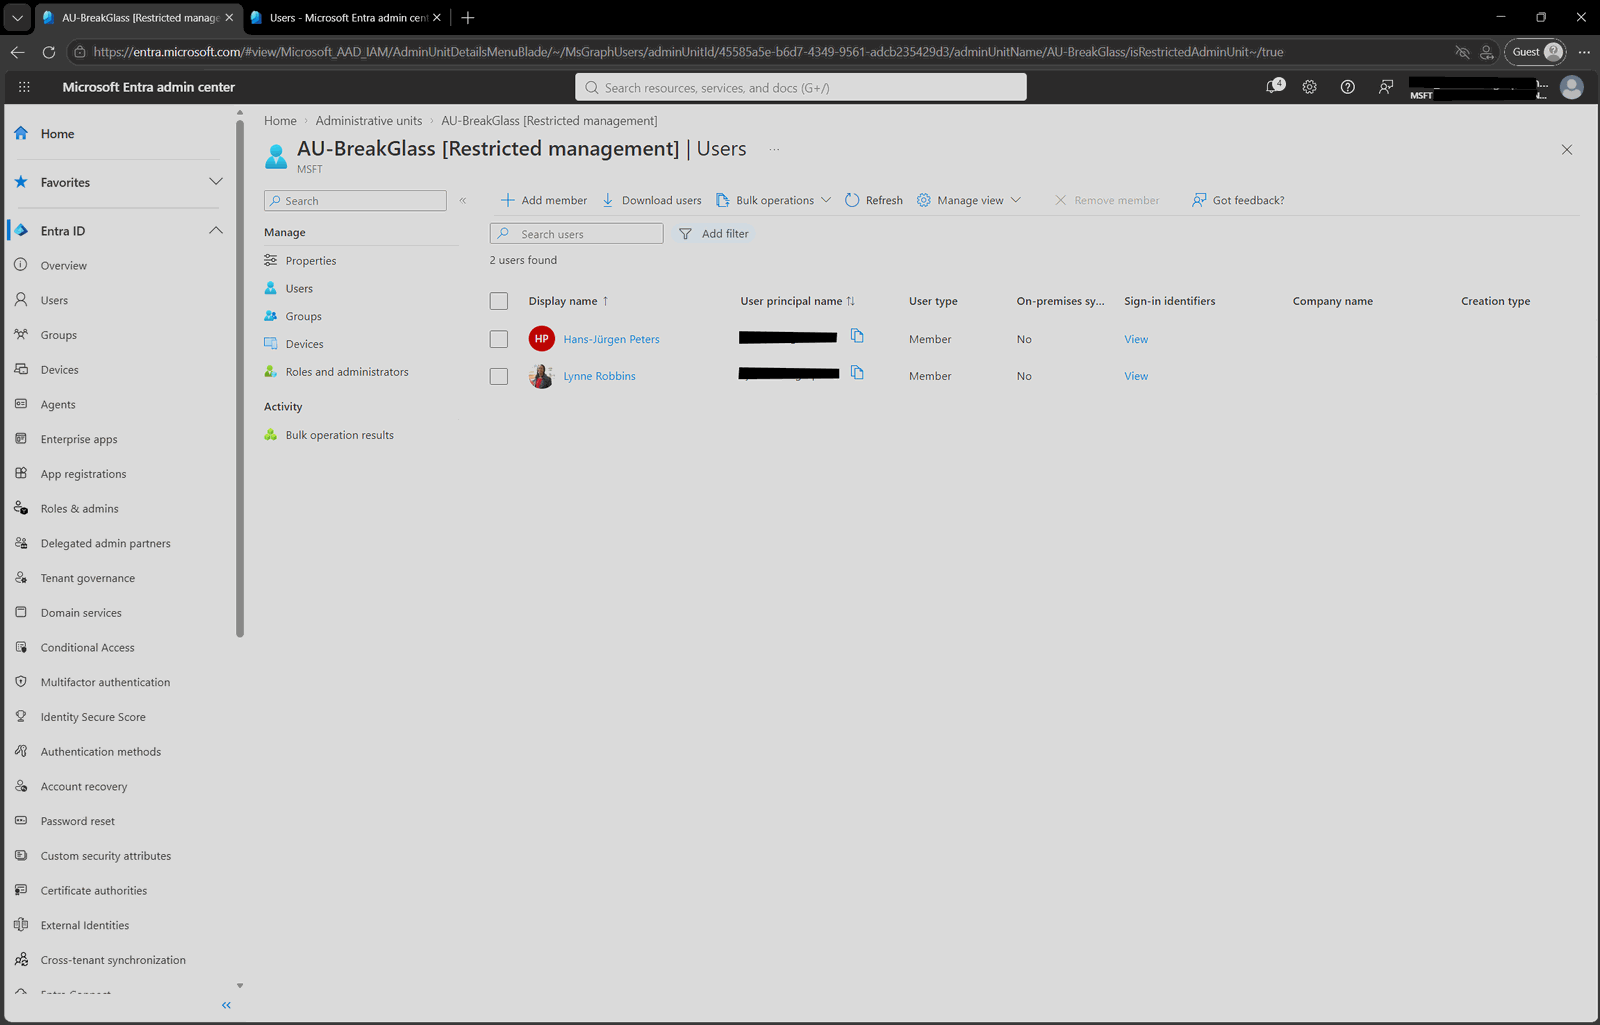 AU-BreakGlass [Restricted manage
Users - Microsoft Entra admin cent
https://entra.microsoft.com/#view/Microsoft_AAD_IAM/AdminUnitDetailsMenuBlade/~/MsGraphUsers/adminUnitId/45585a5e-b6d7-4349-9561-adcb235429d3/adminUnitName/AU-BreakGlass/isRestrictedAdminUnit~/true
Guest
Microsoft Entra admin center
Search resources, services, and docs (G+/)
4
MSFT
Home
Favorites
Entra ID
Overview
Users
Groups
Devices
Agents
Enterprise apps
App registrations
Roles & admins
Delegated admin partners
Tenant governance
Domain services
Conditional Access
Multifactor authentication
Identity Secure Score
Authentication methods
Account recovery
Password reset
Custom security attributes
Certificate authorities
External Identities
Cross-tenant synchronization
Home > Administrative units > AU-BreakGlass [Restricted management]
AU-BreakGlass [Restricted management] | Users ...
MSFT
Search
Manage
Properties
Users
Groups
Devices
Roles and administrators
Activity
Bulk operation results
Add member Download users Bulk operations Refresh Manage view Remove member Got feedback?
Search users Add filter
2 users found
Display name ↑ User principal name ↑↓ User type On-premises sy... Sign-in identifiers Company name Creation type
HP Hans-Jürgen Peters Member No View
Lynne Robbins Member No View